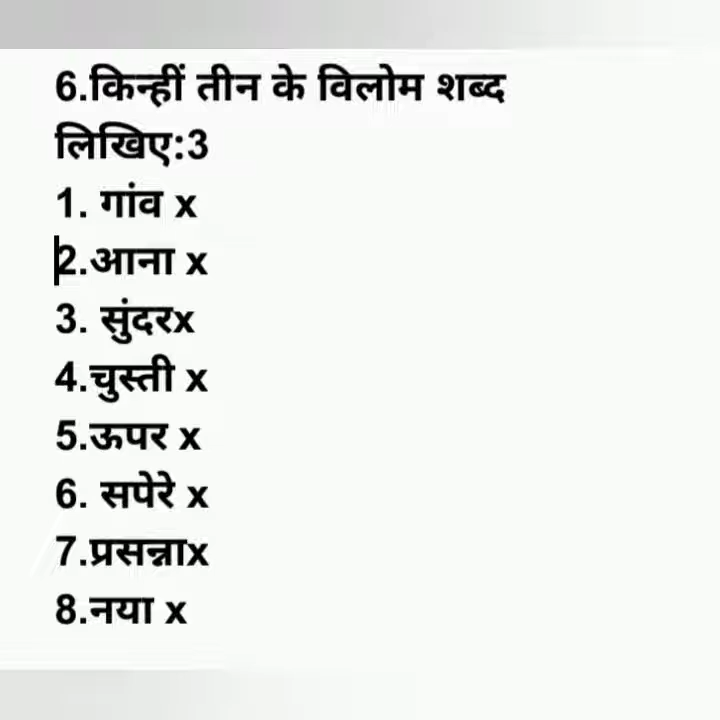 6.किन्हीं तीन के विलोम शब्द
लिखिए:3
1. गांव x
2.आना x
3. सुंदरx
4.चुस्ती x
5.ऊपर x
6. सपेरे x
7.प्रसन्नाx
8.नया x